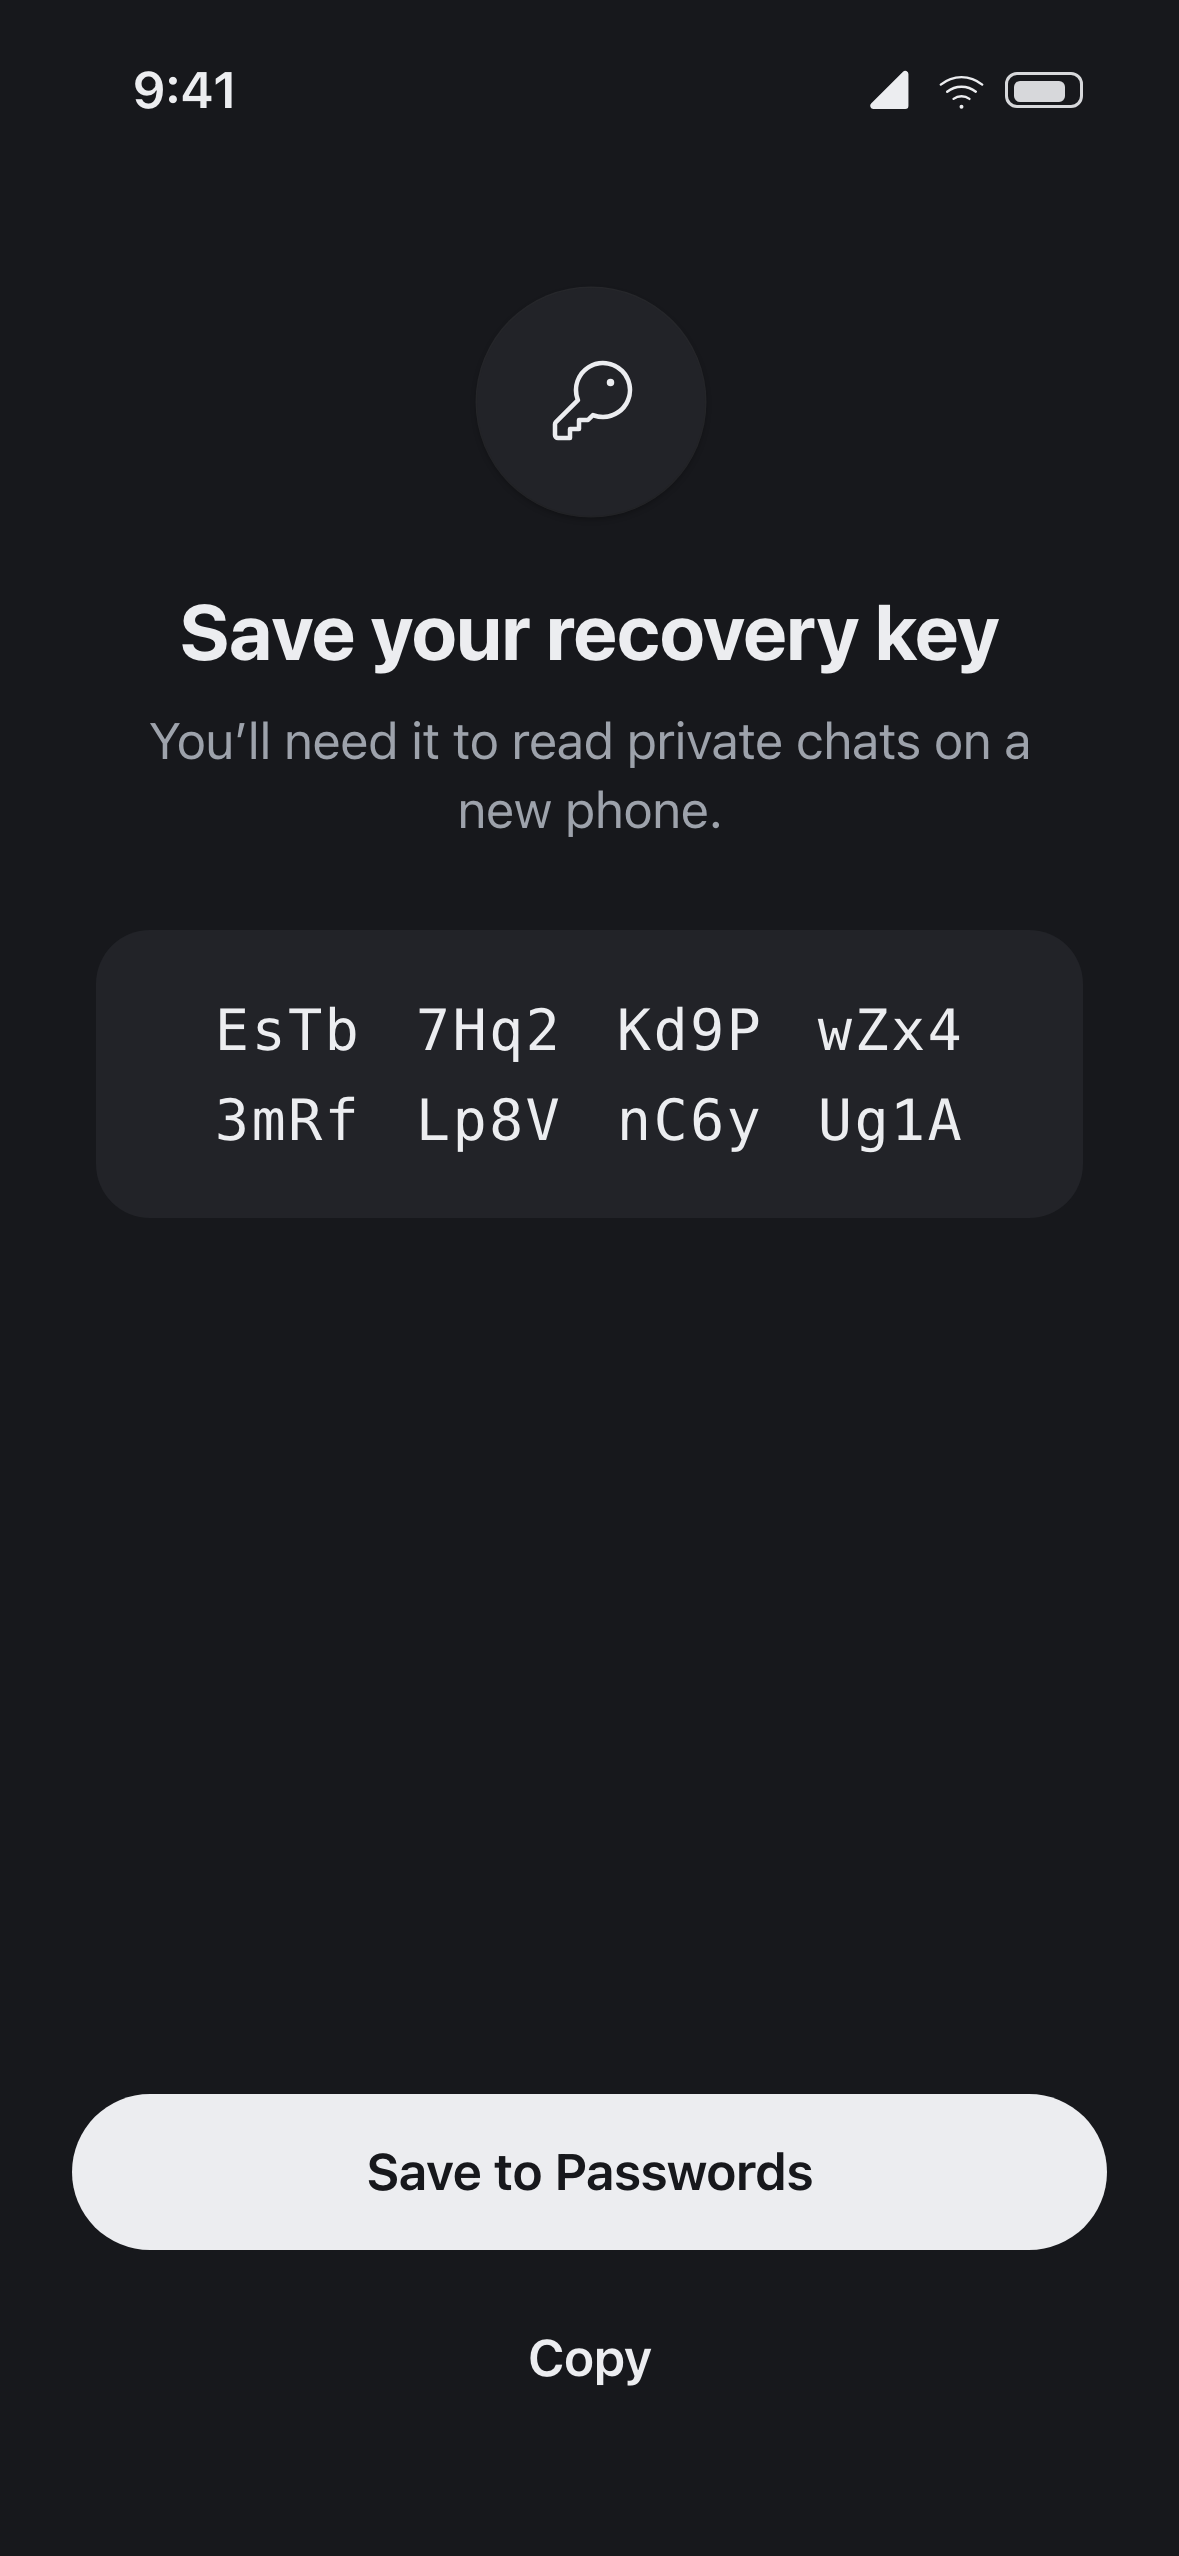 9:41
Save your recovery key
You’ll need it to read private chats on a
new phone.
EsTb 7Hq2 Kd9P wZx4
3mRf Lp8V nC6y Ug1A
Save to Passwords
Copy